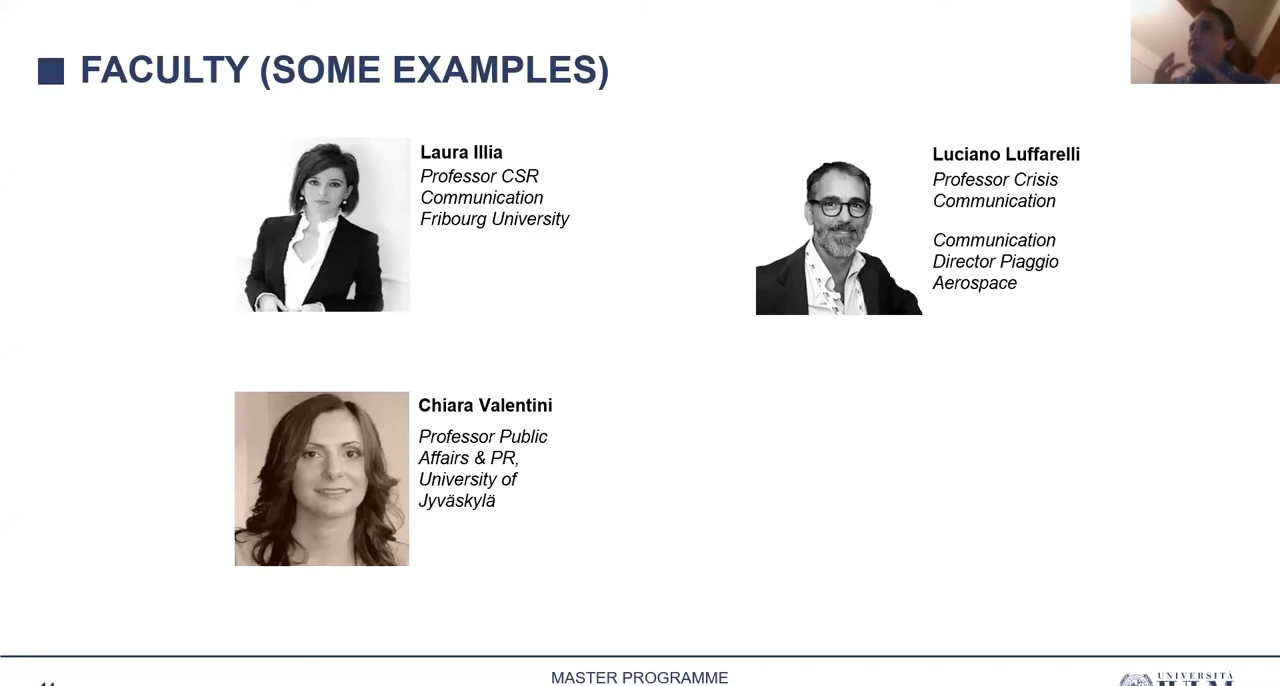 FACULTY (SOME EXAMPLES)
Laura Illia
Professor CSR
Communication
Fribourg University
Luciano Luffarelli
Professor Crisis
Communication
Communication
Director Piaggio
Aerospace
Chiara Valentini
Professor Public
Affairs & PR,
University of
Jyväskylä
MASTER PROGRAMME
UNIVERSITÀ